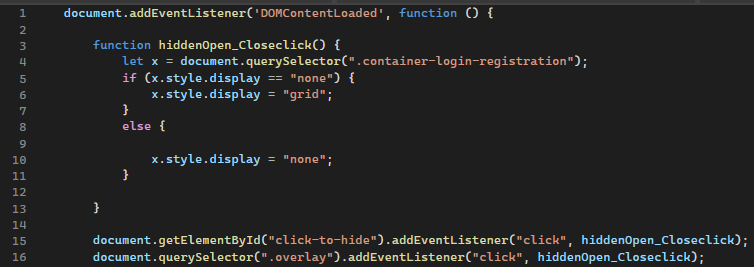 1 document.addEventListener('DOMContentLoaded', function () {
2
3 function hiddenOpen_Closeclick() {
4 let x = document.querySelector(".container-login-registration");
5 if (x.style.display == "none") {
6 x.style.display = "grid";
7 }
8 else {
9
10 x.style.display = "none";
11 }
12
13 }
14
15 document.getElementById("click-to-hide").addEventListener("click", hiddenOpen_Closeclick);
16 document.querySelector(".overlay").addEventListener("click", hiddenOpen_Closeclick);